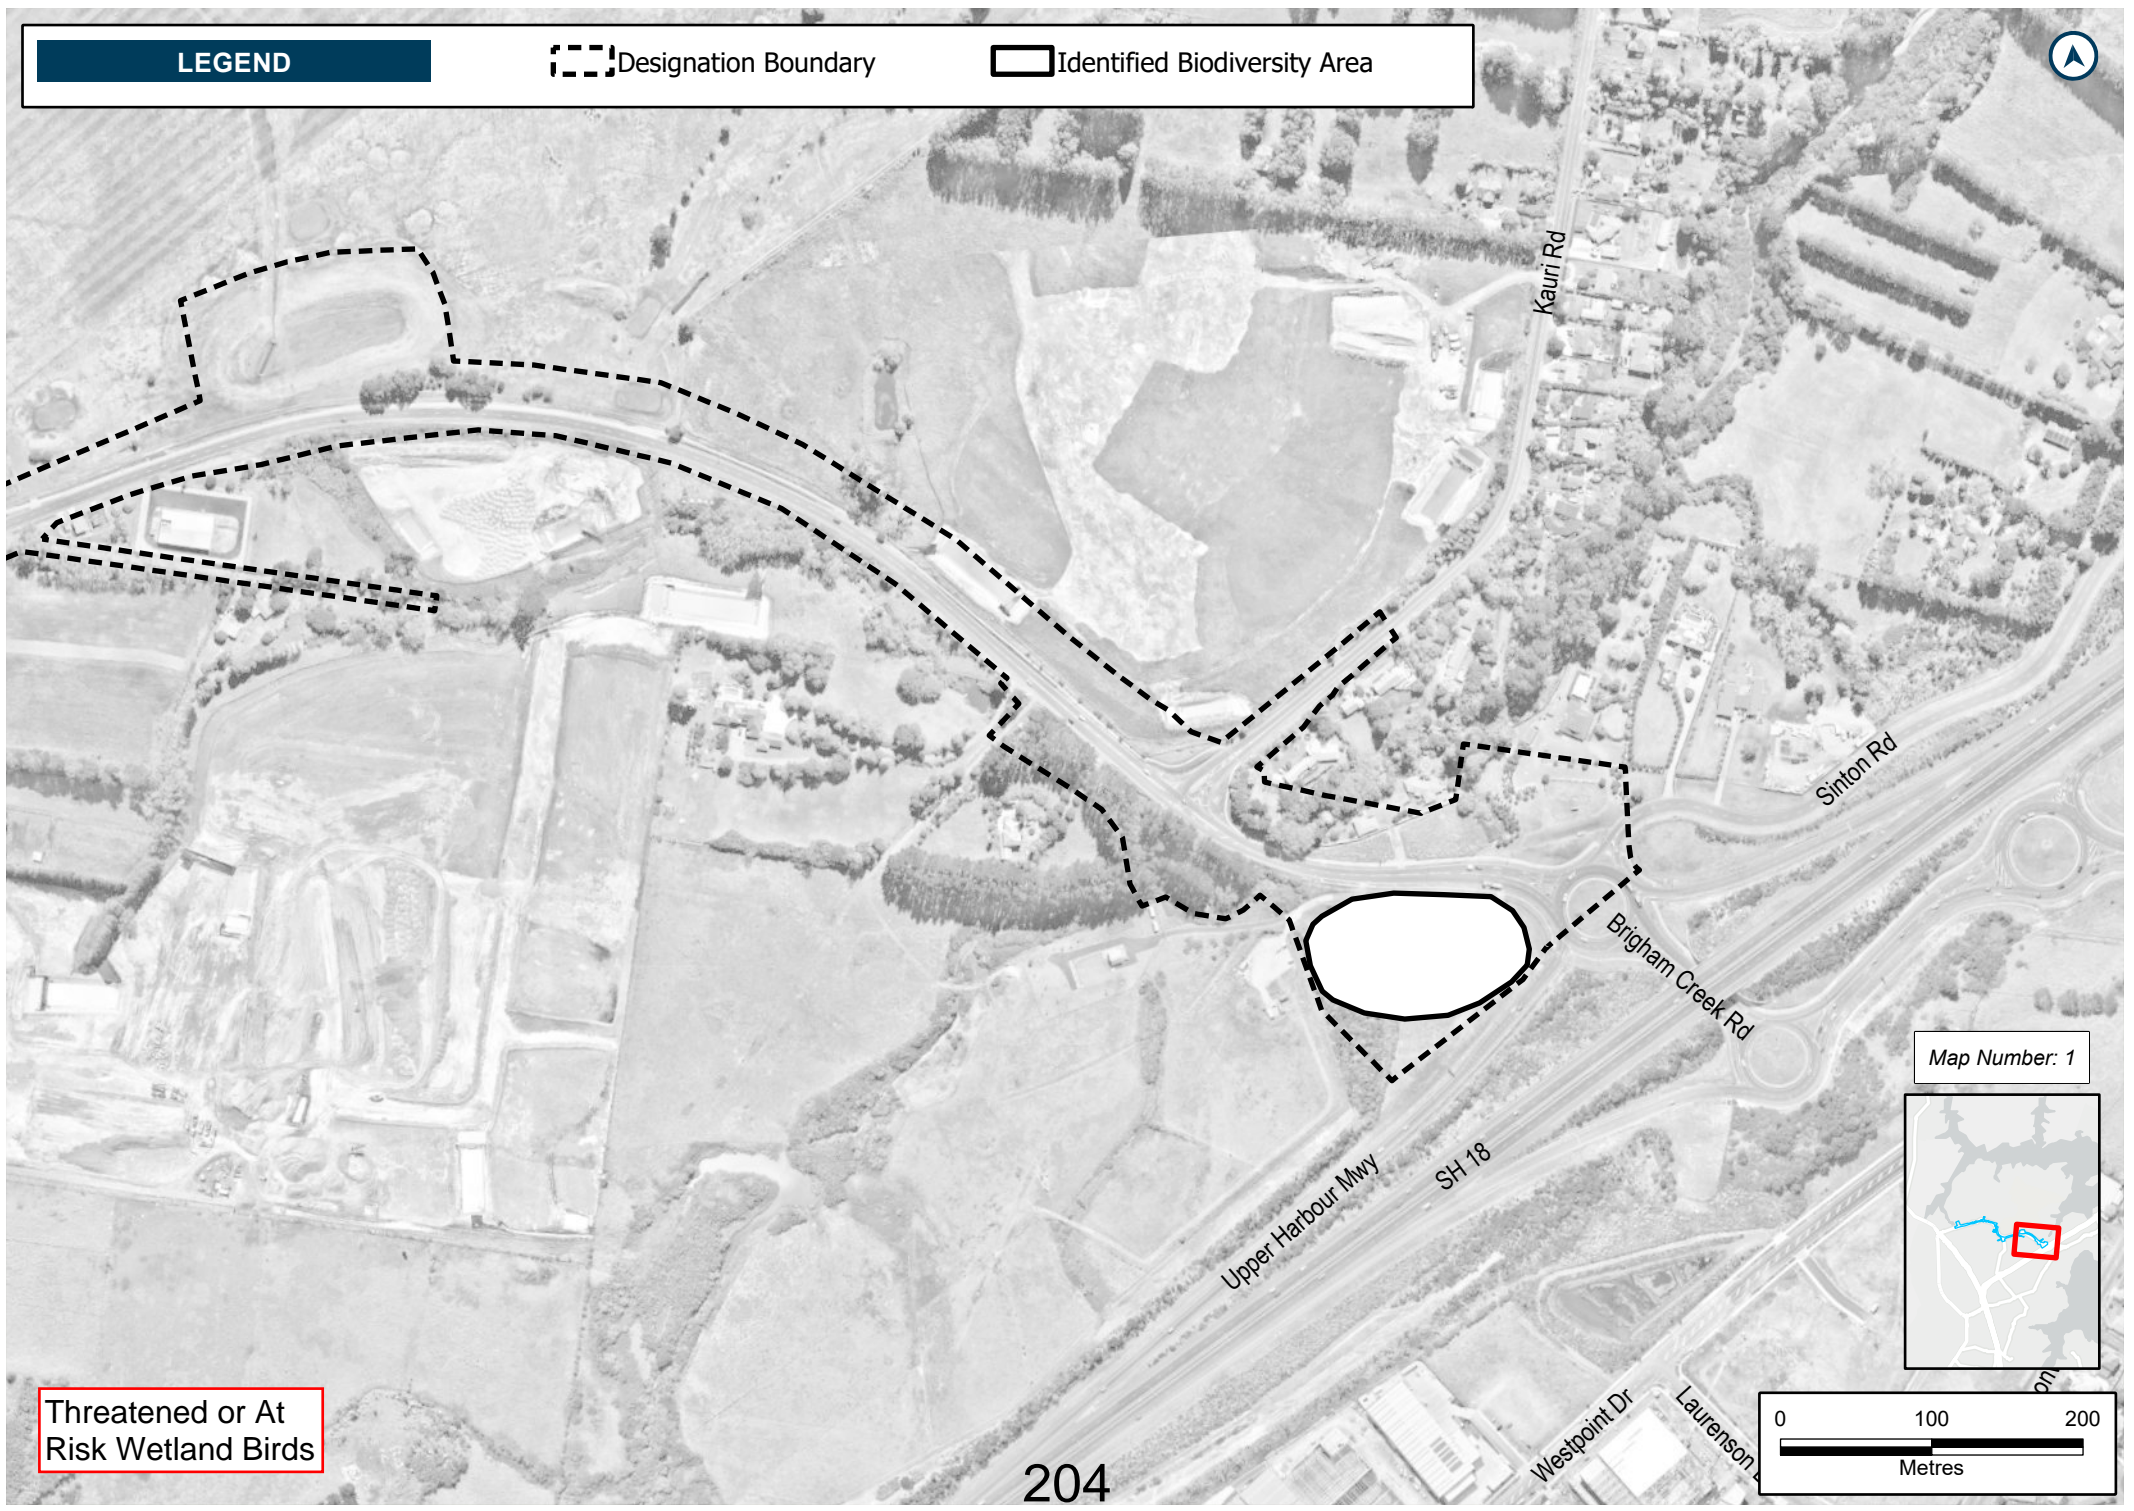 LEGEND
Designation Boundary
Identified Biodiversity Area
Kauri Rd
Sinton Rd
Brigham Creek Rd
Map Number: 1
SH 18
Upper Harbour Mwy
Westpoint Dr
Laurenson
0 100 200
Metres
Threatened or At
Risk Wetland Birds
204